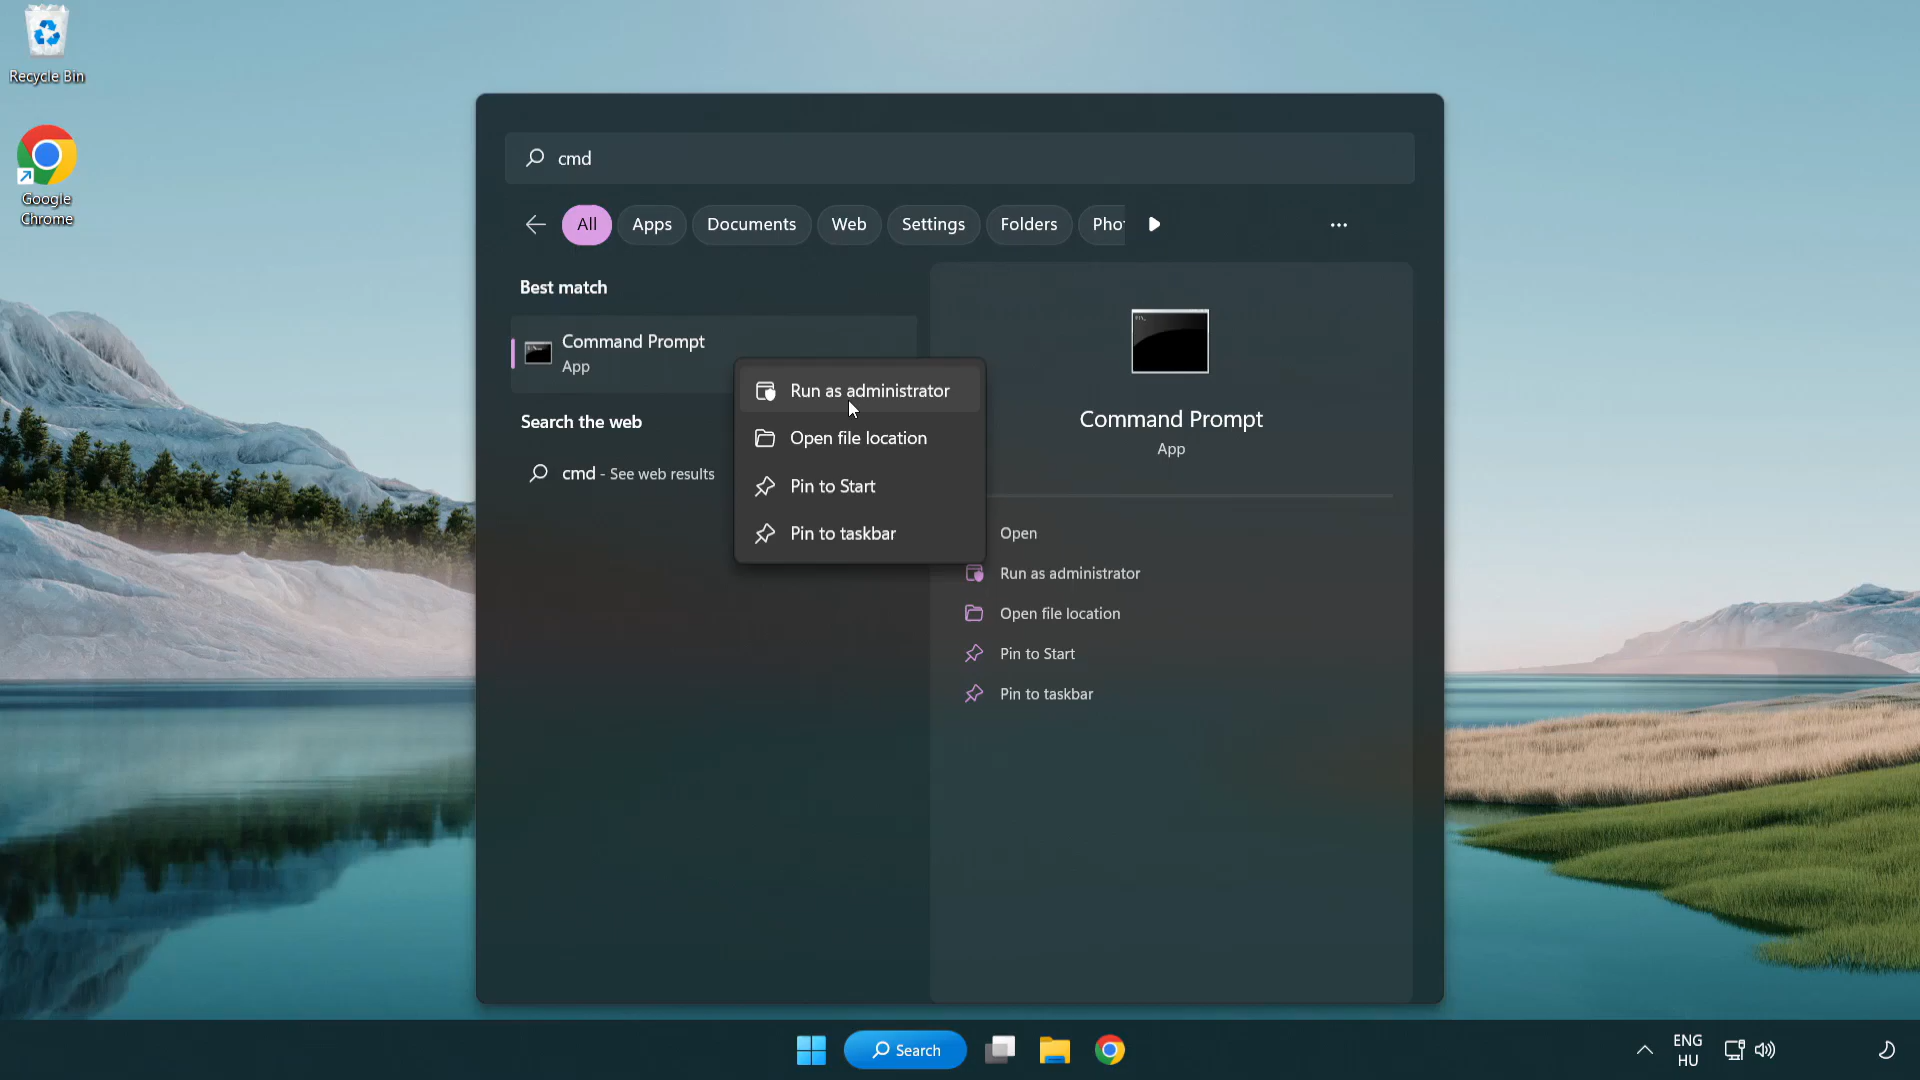 Recycle Bin
Google
Chrome
cmd
All
Apps
Documents
Web
Settings
Folders
Pho
Best match
Command Prompt
App
Search the web
cmd - See web results
Run as administrator
Open file location
Pin to Start
Pin to taskbar
Command Prompt
App
Open
Run as administrator
Open file location
Pin to Start
Pin to taskbar
Search
ENG
HU